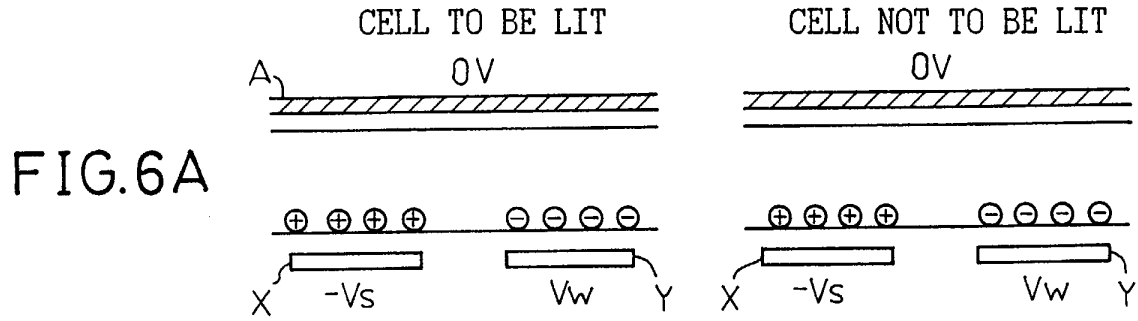 CELL TO BE LIT
CELL NOT TO BE LIT
A
0V
0V
FIG.6A
⊕ ⊕ ⊕ ⊕ ⊖ ⊖ ⊖ ⊖
⊕ ⊕ ⊕ ⊕ ⊖ ⊖ ⊖ ⊖
X -Vs Vw Y
X -Vs Vw Y